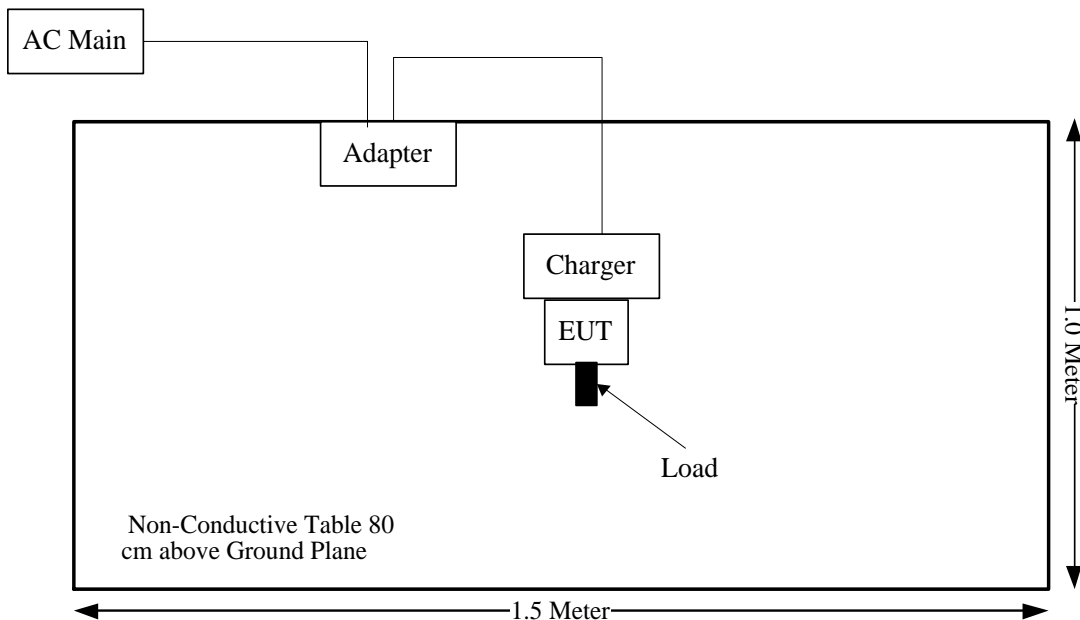 AC Main
Adapter
Charger
EUT
Load
1.0 Meter
Non-Conductive Table 80
cm above Ground Plane
1.5 Meter